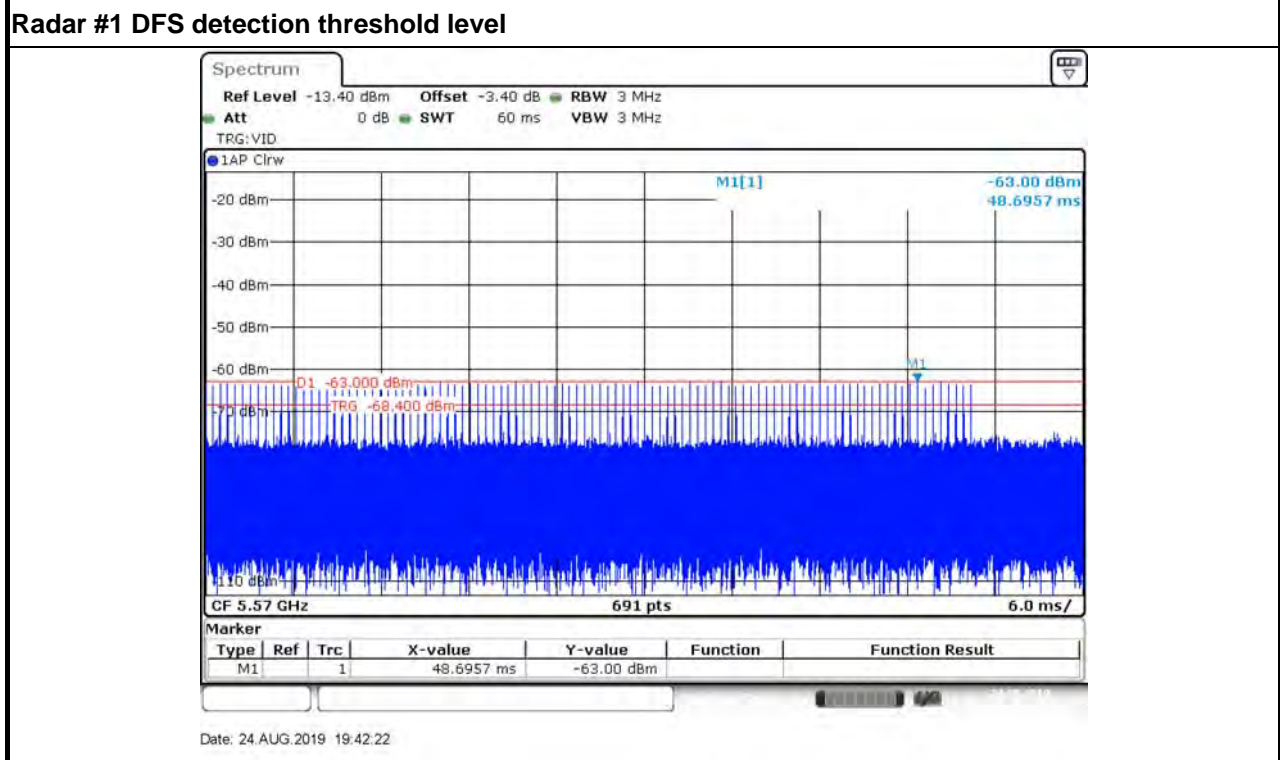 Radar #1 DFS detection threshold level
Spectrum
Ref Level -13.40 dBm Offset -3.40 dB RBW 3 MHz
Att 0 dB SWT 60 ms VBW 3 MHz
TRG:VID
1AP Clrw
M1[1] -63.00 dBm
48.6957 ms
-20 dBm
-30 dBm
-40 dBm
-50 dBm
-60 dBm
M1
D1 -63.000 dBm
TRG -68.400 dBm
-70 dBm
-110 dBm
CF 5.57 GHz 691 pts 6.0 ms/
Marker
Type Ref Trc X-value Y-value Function Function Result
M1 1 48.6957 ms -63.00 dBm
Date: 24.AUG.2019 19:42:22